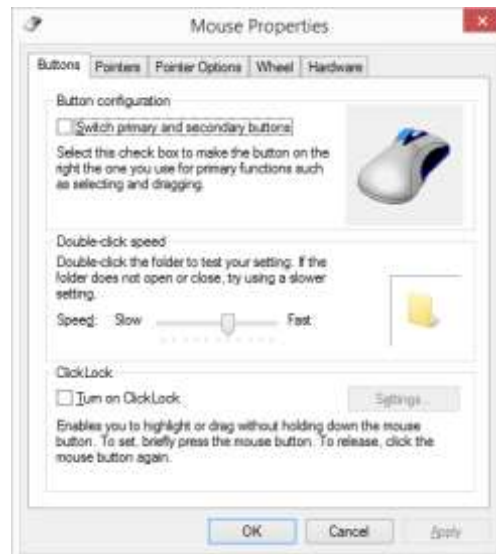 Mouse Properties
Buttons Pointers Pointer Options Wheel Hardware
Button configuration
Switch primary and secondary buttons
Select this check box to make the button on the
right the one you use for primary functions such
as selecting and dragging.
Double-click speed
Double-click the folder to test your setting. If the
folder does not open or close, try using a slower
setting.
Speed: Slow Fast
ClickLock
Turn on ClickLock Settings...
Enables you to highlight or drag without holding down the mouse
button. To set, briefly press the mouse button. To release, click the
mouse button again.
OK Cancel Apply